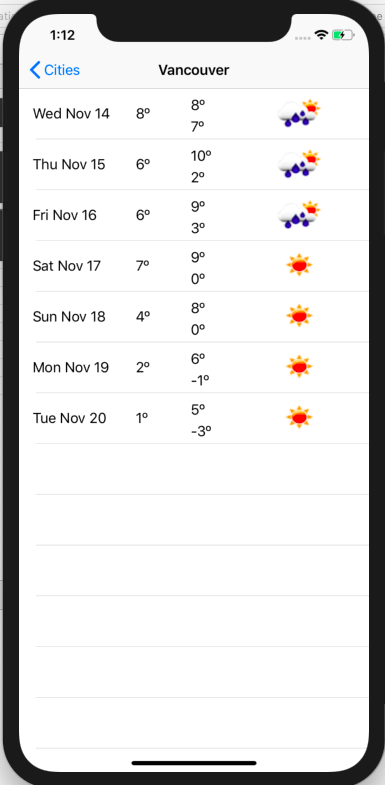 1:12
Cities
Vancouver
Wed Nov 14 8º 8º
7º
Thu Nov 15 6º 10º
2º
Fri Nov 16 6º 9º
3º
Sat Nov 17 7º 9º
0º
Sun Nov 18 4º 8º
0º
Mon Nov 19 2º 6º
-1º
Tue Nov 20 1º 5º
-3º